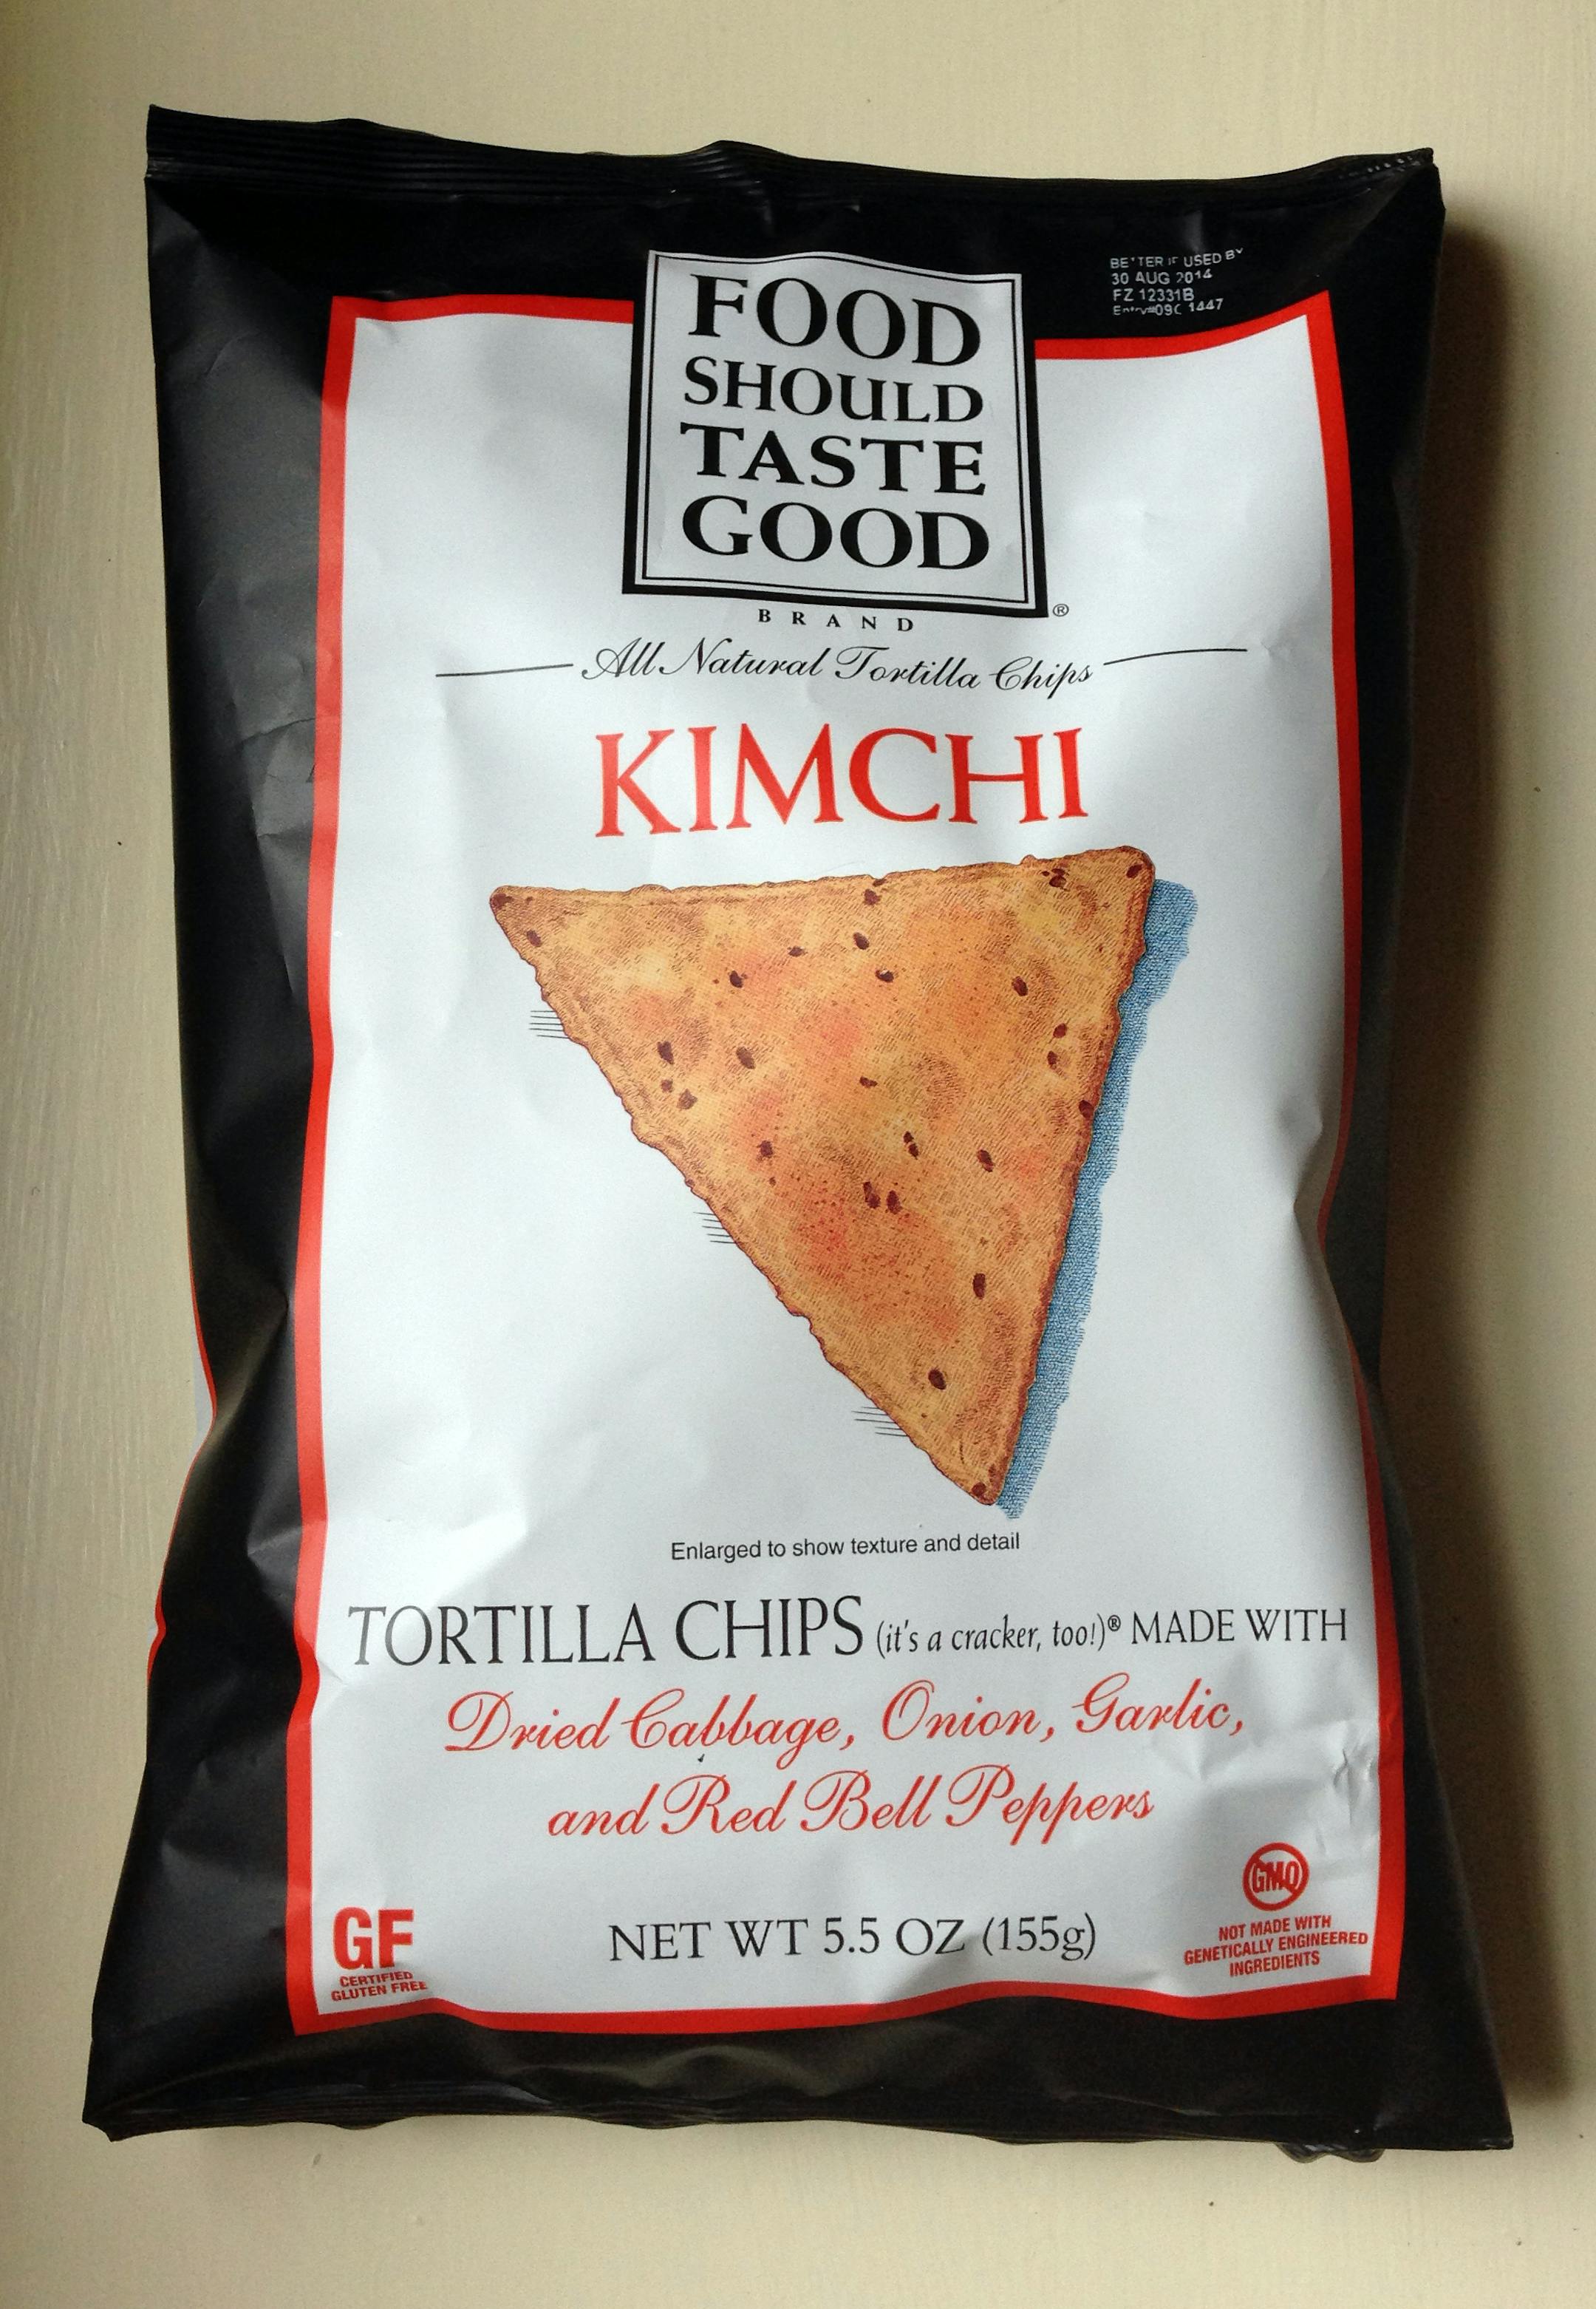 BETTER IF USED BY
30 AUG 2014
FZ 12331B
1447
FOOD
SHOULD
TASTE
GOOD
BRAND ®
All Natural Tortilla Chips
KIMCHI
Enlarged to show texture and detail
TORTILLA CHIPS (it's a cracker, too!)® MADE WITH
Dried Cabbage, Onion, Garlic,
and Red Bell Peppers
GF
CERTIFIED
GLUTEN FREE
NET WT 5.5 OZ (155g)
GMO
NOT MADE WITH
GENETICALLY ENGINEERED
INGREDIENTS